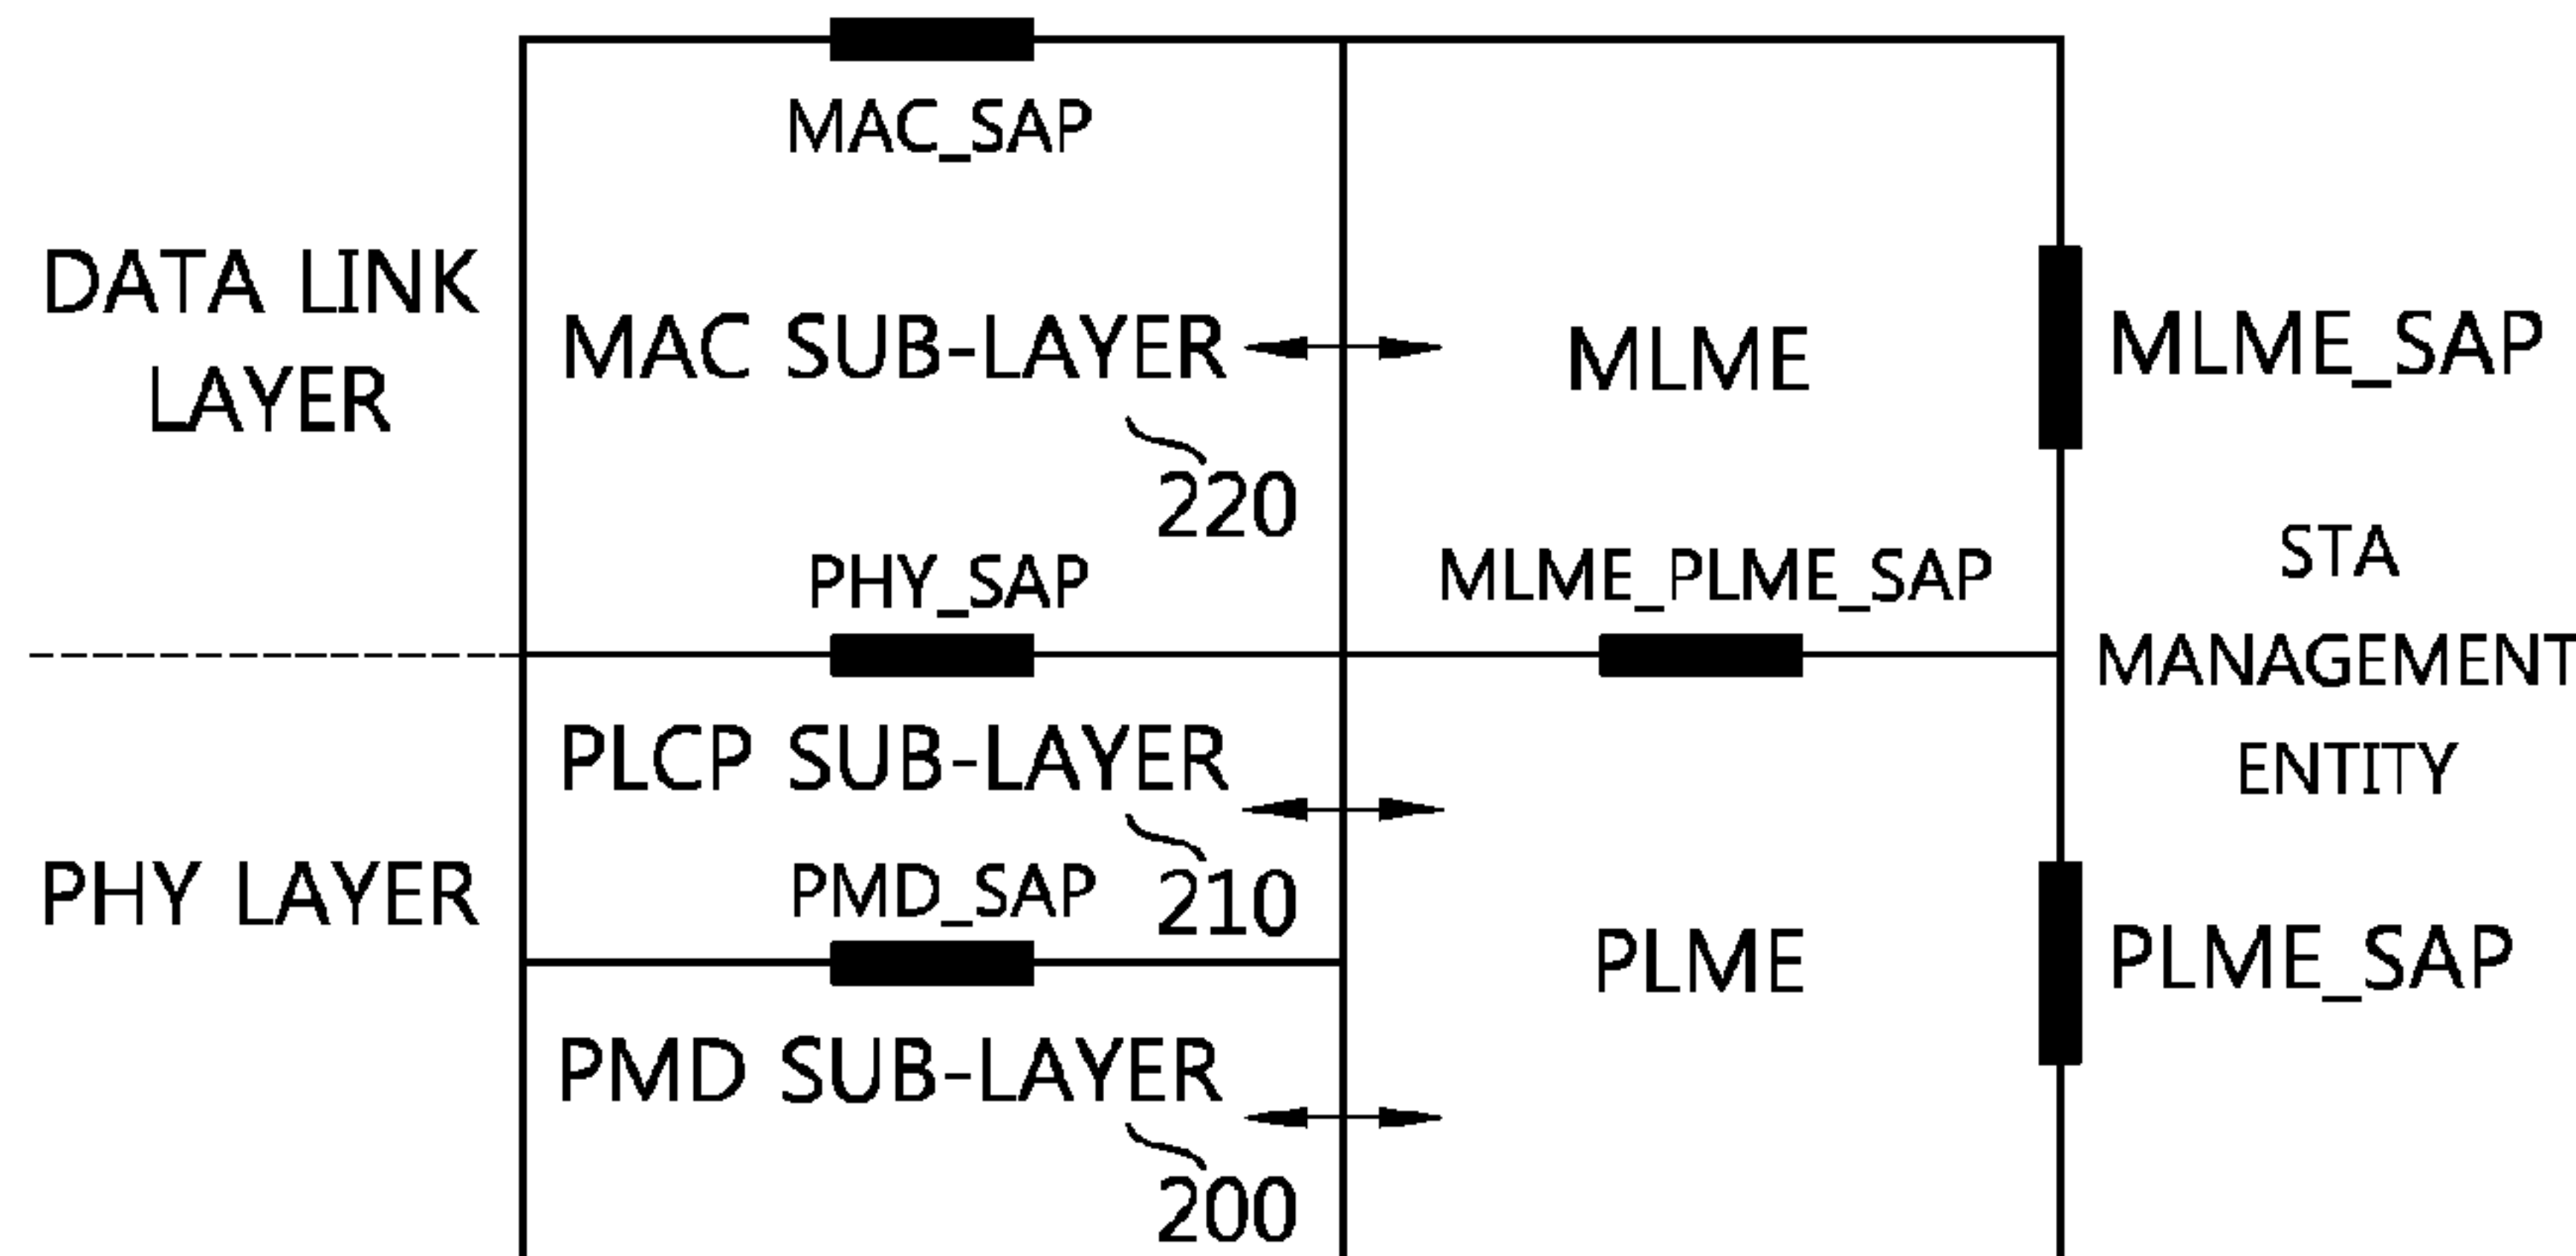 MAC_SAP
DATA LINK
LAYER
MAC SUB-LAYER
220
MLME
MLME_SAP
PHY_SAP
MLME_PLME_SAP
STA
MANAGEMENT
ENTITY
PLCP SUB-LAYER
210
PHY LAYER
PMD_SAP
PLME
PLME_SAP
PMD SUB-LAYER
200